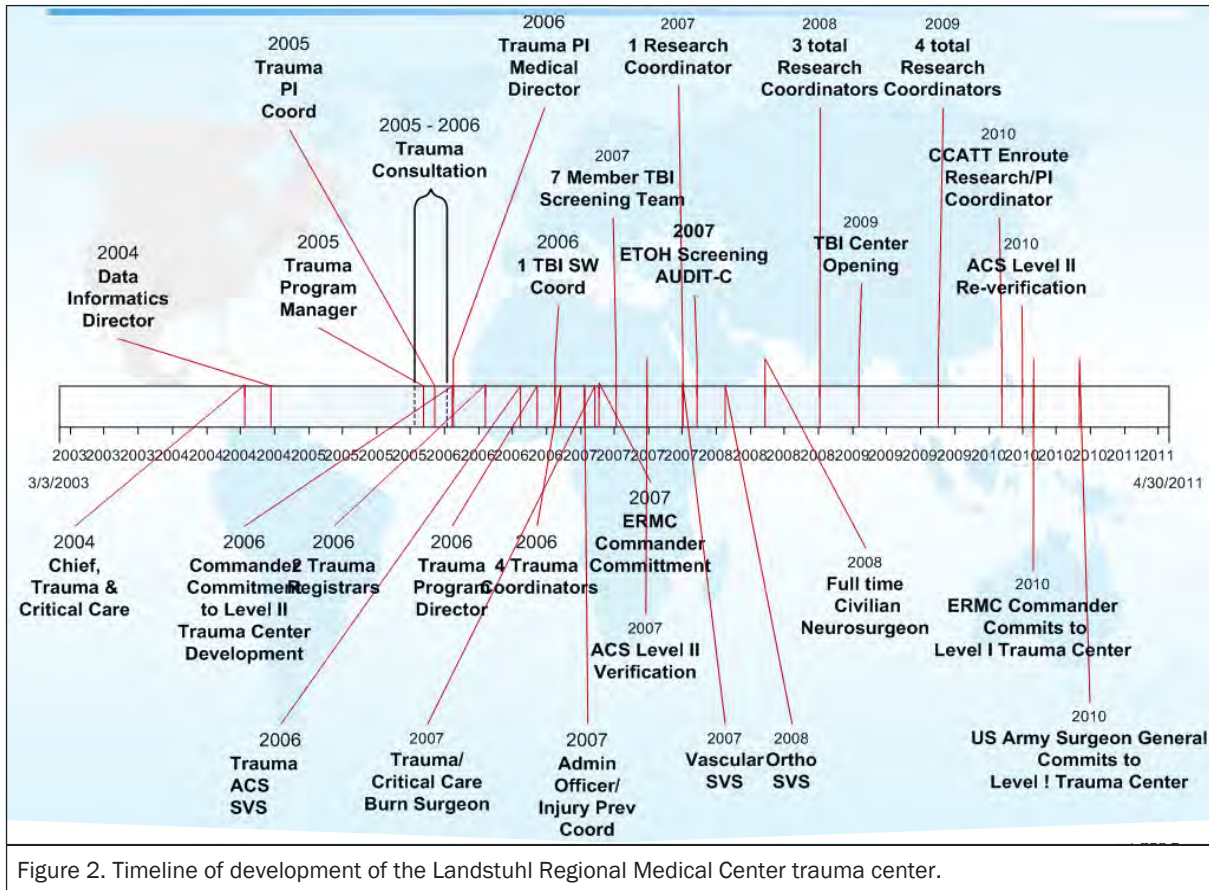 2005
Trauma
PI
Coord
2006
Trauma PI
Medical
Director
2007
1 Research
Coordinator
2008
3 total
Research
Coordinators
2009
4 total
Research
Coordinators
2005 - 2006
Trauma
Consultation
2007
7 Member TBI
Screening Team
2010
CCATT Enroute
Research/PI
Coordinator
2004
Data
Informatics
Director
2005
Trauma
Program
Manager
2006
1 TBI SW
Coord
2007
ETOH Screening
AUDIT-C
2009
TBI Center
Opening
2010
ACS Level II
Re-verification
2003 2003 2003 2004 2004 2004 2004 2005 2005 2005 2005 2006 2006 2006 2006 2007 2007 2007 2007 2008 2008 2008 2008 2009 2009 2009 2009 2010 2010 2010 2010 2011 2011
3/3/2003
4/30/2011
2004
Chief,
Trauma &
Critical Care
2006
Commander
Commitment
to Level II
Trauma Center
Development
2006
2 Trauma
Registrars
2006
Trauma
Program
Director
2006
4 Trauma
Coordinators
2007
ERMC
Commander
Committment
2007
ACS Level II
Verification
2008
Full time
Civilian
Neurosurgeon
2010
ERMC Commander
Commits to
Level I Trauma Center
2006
Trauma
ACS
SVS
2007
Trauma/
Critical Care
Burn Surgeon
2007
Admin
Officer/
Injury Prev
Coord
2007
Vascular
SVS
2008
Ortho
SVS
2010
US Army Surgeon General
Commits to
Level ! Trauma Center
Figure 2. Timeline of development of the Landstuhl Regional Medical Center trauma center.